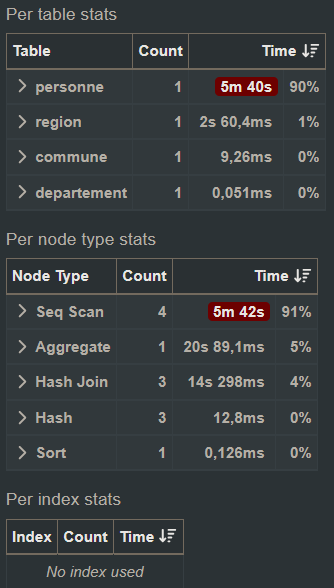 Per table stats
Table Count Time
personne 1 5m 40s 90%
region 1 2s 60,4ms 1%
commune 1 9,26ms 0%
departement 1 0,051ms 0%
Per node type stats
Node Type Count Time
Seq Scan 4 5m 42s 91%
Aggregate 1 20s 89,1ms 5%
Hash Join 3 14s 298ms 4%
Hash 3 12,8ms 0%
Sort 1 0,126ms 0%
Per index stats
Index Count Time
No index used